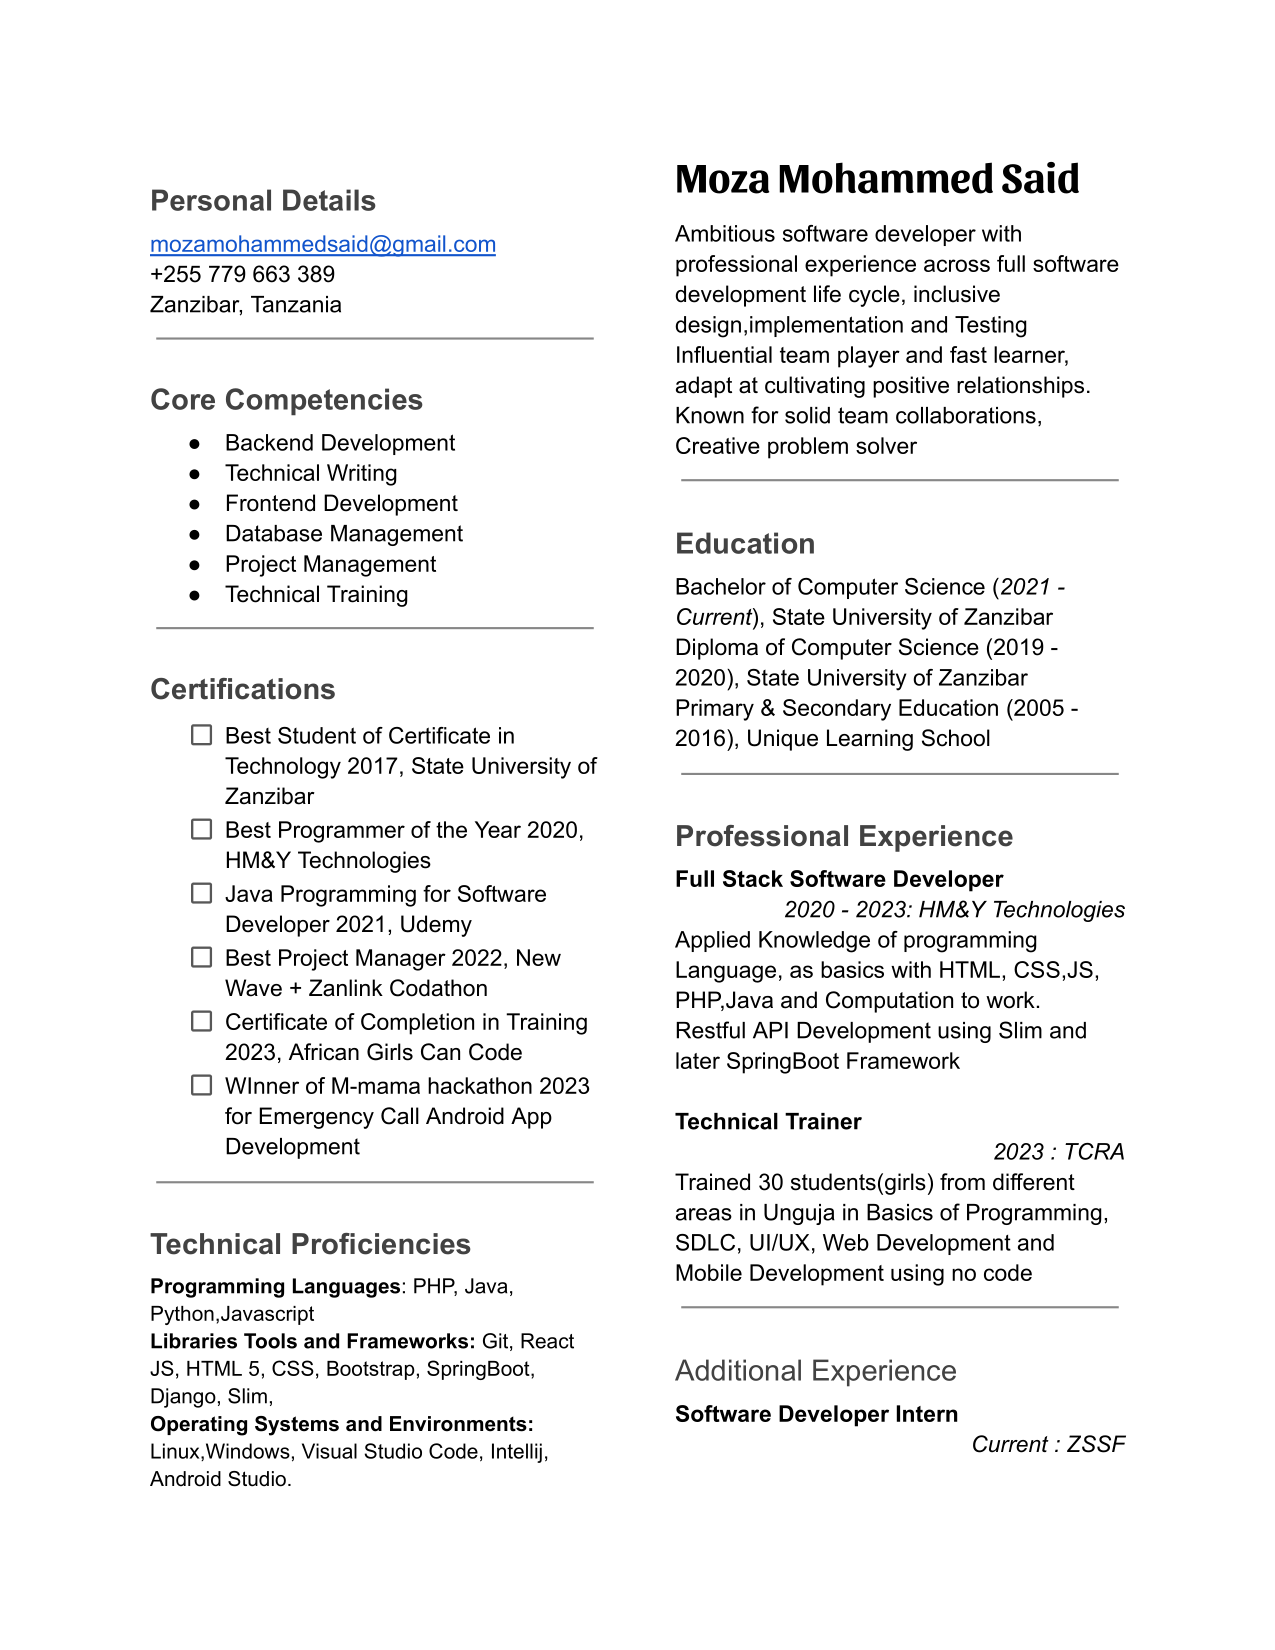 Personal Details
mozamohammedsaid@gmail.com
+255 779 663 389
Zanzibar, Tanzania
Core Competencies
● Backend Development
● Technical Writing
● Frontend Development
● Database Management
● Project Management
● Technical Training
Certifications
☐ Best Student of Certificate in
Technology 2017, State University of
Zanzibar
☐ Best Programmer of the Year 2020,
HM&Y Technologies
☐ Java Programming for Software
Developer 2021, Udemy
☐ Best Project Manager 2022, New
Wave + Zanlink Codathon
☐ Certificate of Completion in Training
2023, African Girls Can Code
☐ WInner of M-mama hackathon 2023
for Emergency Call Android App
Development
Technical Proficiencies
Programming Languages: PHP, Java,
Python,Javascript
Libraries Tools and Frameworks: Git, React
JS, HTML 5, CSS, Bootstrap, SpringBoot,
Django, Slim,
Operating Systems and Environments:
Linux,Windows, Visual Studio Code, Intellij,
Android Studio.
Moza Mohammed Said
Ambitious software developer with
professional experience across full software
development life cycle, inclusive
design,implementation and Testing
Influential team player and fast learner,
adapt at cultivating positive relationships.
Known for solid team collaborations,
Creative problem solver
Education
Bachelor of Computer Science (2021 -
Current), State University of Zanzibar
Diploma of Computer Science (2019 -
2020), State University of Zanzibar
Primary & Secondary Education (2005 -
2016), Unique Learning School
Professional Experience
Full Stack Software Developer
2020 - 2023: HM&Y Technologies
Applied Knowledge of programming
Language, as basics with HTML, CSS,JS,
PHP,Java and Computation to work.
Restful API Development using Slim and
later SpringBoot Framework
Technical Trainer
2023 : TCRA
Trained 30 students(girls) from different
areas in Unguja in Basics of Programming,
SDLC, UI/UX, Web Development and
Mobile Development using no code
Additional Experience
Software Developer Intern
Current : ZSSF